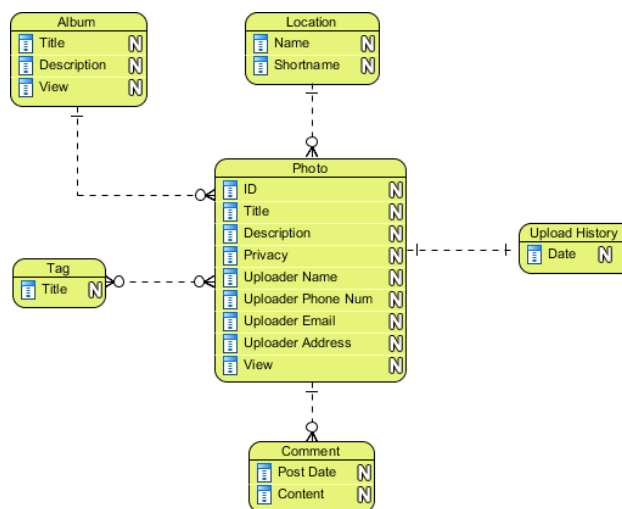 Album
Title N
Description N
View N
Location
Name N
Shortname N
Photo
ID N
Title N
Description N
Privacy N
Uploader Name N
Uploader Phone Num N
Uploader Email N
Uploader Address N
View N
Upload History
Date N
Tag
Title N
Comment
Post Date N
Content N